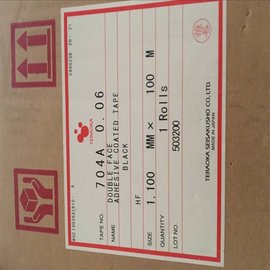 TERAOKA
TAPE NO. 704A 0.06
NAME DOUBLE FACE
ADHESIVE COATED TAPE
BLACK
HF
SIZE 1,100 MM × 100 M
QUANTITY 1 Rolls
LOT NO. 503200
TERAOKA SEISAKUSHO CO., LTD.
MADE IN JAPAN